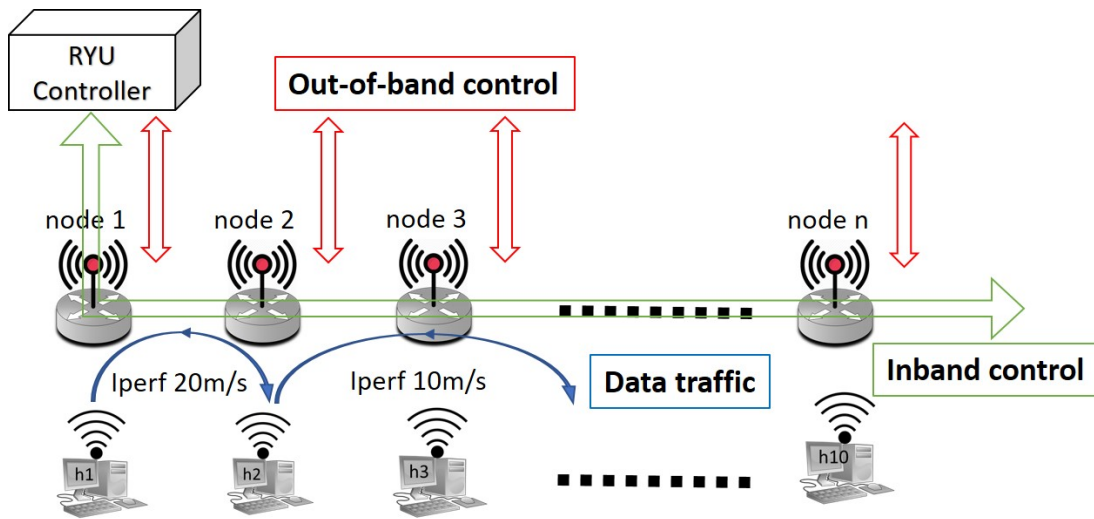 RYU
Controller
Out-of-band control
node 1
node 2
node 3
node n
Iperf 20m/s
Iperf 10m/s
Data traffic
Inband control
h1
h2
h3
h10